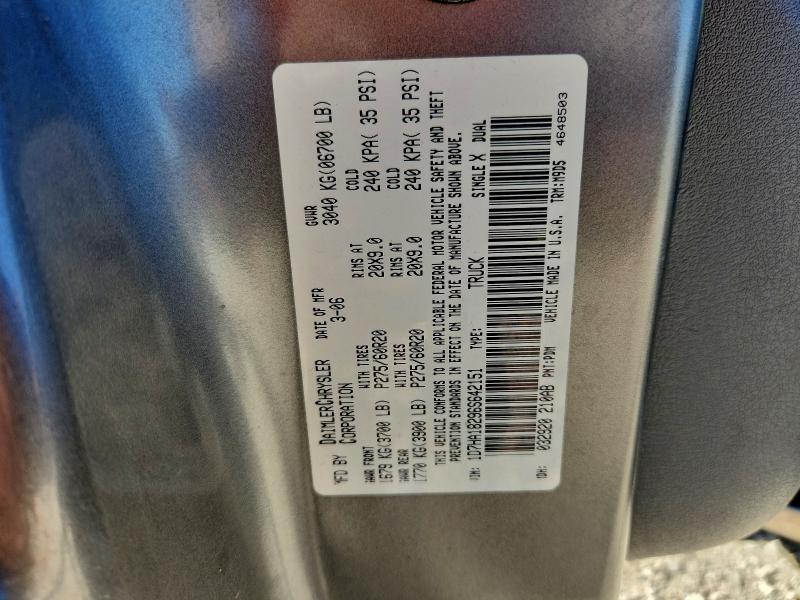 MFD BY DAIMLERCHRYSLER CORPORATION DATE OF MFR 3-06 GVWR 3040 KG(06700 LB)
GAWR FRONT WITH TIRES RIMS AT COLD
1679 KG(3700 LB) P275/60R20 20X9.0 240 KPA( 35 PSI)
GAWR REAR WITH TIRES RIMS AT COLD
1770 KG(3900 LB) P275/60R20 20X9.0 240 KPA( 35 PSI)
THIS VEHICLE CONFORMS TO ALL APPLICABLE FEDERAL MOTOR VEHICLE SAFETY AND THEFT
PREVENTION STANDARDS IN EFFECT ON THE DATE OF MANUFACTURE SHOWN ABOVE.
VIN: 1D7HA18296S642151 TYPE: TRUCK SINGLE X DUAL
MDH: 032920 210AB PNT:PDM VEHICLE MADE IN U.S.A. TRM:M9D5 4648503